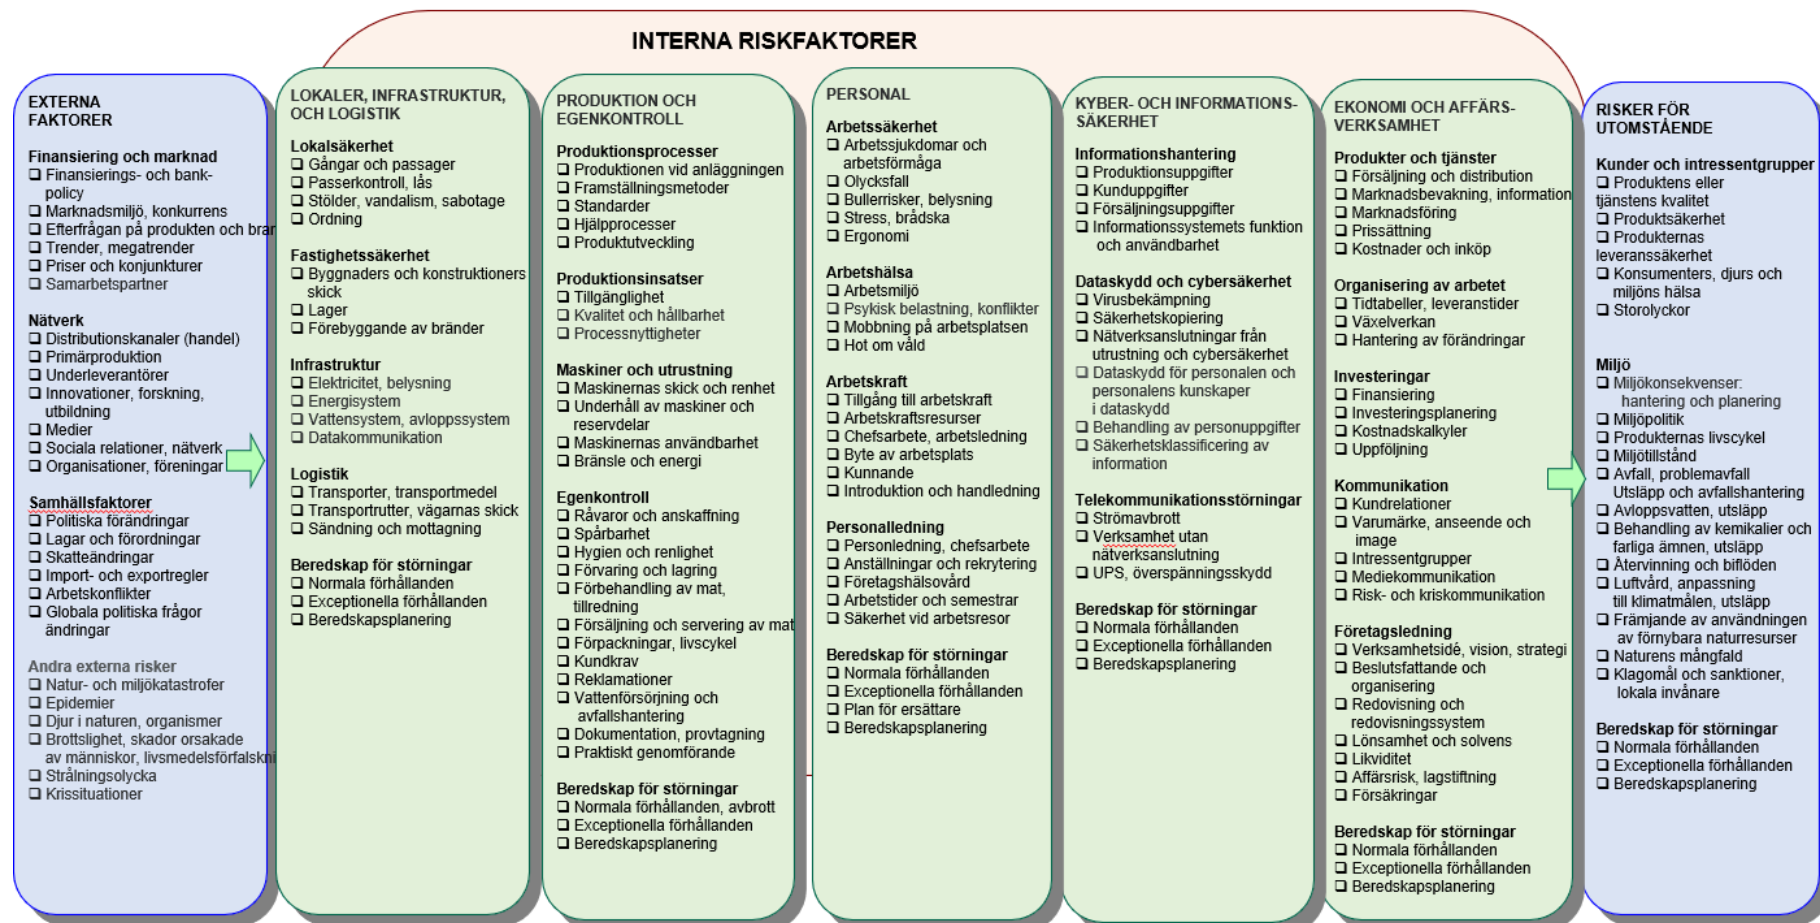 INTERNA RISKFAKTORER
EXTERNA
FAKTORER
Finansiering och marknad
❑ Finansierings- och bank-
policy
❑ Marknadsmiljö, konkurrens
❑ Efterfrågan på produkten och bran
❑ Trender, megatrender
❑ Priser och konjunkturer
❑ Samarbetspartner
Nätverk
❑ Distributionskanaler (handel)
❑ Primärproduktion
❑ Underleverantörer
❑ Innovationer, forskning,
utbildning
❑ Medier
❑ Sociala relationer, nätverk
❑ Organisationer, föreningar
Samhällsfaktorer
❑ Politiska förändringar
❑ Lagar och förordningar
❑ Skatteändringar
❑ Import- och exportregler
❑ Arbetskonflikter
❑ Globala politiska frågor
ändringar
Andra externa risker
❑ Natur- och miljökatastrofer
❑ Epidemier
❑ Djur i naturen, organismer
❑ Brottslighet, skador orsakade
av människor, livsmedelsförfalskni
❑ Strålningsolycka
❑ Krissituationer
LOKALER, INFRASTRUKTUR,
OCH LOGISTIK
Lokalsäkerhet
❑ Gångar och passager
❑ Passerkontroll, lås
❑ Stölder, vandalism, sabotage
❑ Ordning
Fastighetssäkerhet
❑ Byggnaders och konstruktioners
skick
❑ Lager
❑ Förebyggande av bränder
Infrastruktur
❑ Elektricitet, belysning
❑ Energisystem
❑ Vattensystem, avloppssystem
❑ Datakommunikation
Logistik
❑ Transporter, transportmedel
❑ Transportrutter, vägarnas skick
❑ Sändning och mottagning
Beredskap för störningar
❑ Normala förhållanden
❑ Exceptionella förhållanden
❑ Beredskapsplanering
PRODUKTION OCH
EGENKONTROLL
Produktionsprocesser
❑ Produktionen vid anläggningen
❑ Framställningsmetoder
❑ Standarder
❑ Hjälpprocesser
❑ Produktutveckling
Produktionsinsatser
❑ Tillgänglighet
❑ Kvalitet och hållbarhet
❑ Processnyttigheter
Maskiner och utrustning
❑ Maskinernas skick och renhet
❑ Underhåll av maskiner och
reservdelar
❑ Maskinernas användbarhet
❑ Bränsle och energi
Egenkontroll
❑ Råvaror och anskaffning
❑ Spårbarhet
❑ Hygien och renlighet
❑ Förvaring och lagring
❑ Förbehandling av mat,
tillredning
❑ Försäljning och servering av mat
❑ Förpackningar, livscykel
❑ Kundkrav
❑ Reklamationer
❑ Vattenförsörjning och
avfallshantering
❑ Dokumentation, provtagning
❑ Praktiskt genomförande
Beredskap för störningar
❑ Normala förhållanden, avbrott
❑ Exceptionella förhållanden
❑ Beredskapsplanering
PERSONAL
Arbetssäkerhet
❑ Arbetssjukdomar och
arbetsförmåga
❑ Olycksfall
❑ Bullerrisker, belysning
❑ Stress, brådska
❑ Ergonomi
Arbetshälsa
❑ Arbetsmiljö
❑ Psykisk belastning, konflikter
❑ Mobbning på arbetsplatsen
❑ Hot om våld
Arbetskraft
❑ Tillgång till arbetskraft
❑ Arbetskraftsresurser
❑ Chefsarbete, arbetsledning
❑ Byte av arbetsplats
❑ Kunnande
❑ Introduktion och handledning
Personalledning
❑ Personledning, chefsarbete
❑ Anställningar och rekrytering
❑ Företagshälsovård
❑ Arbetstider och semestrar
❑ Säkerhet vid arbetsresor
Beredskap för störningar
❑ Normala förhållanden
❑ Exceptionella förhållanden
❑ Plan för ersättare
❑ Beredskapsplanering
KYBER- OCH INFORMATIONS-
SÄKERHET
Informationshantering
❑ Produktionsuppgifter
❑ Kunduppgifter
❑ Försäljningsuppgifter
❑ Informationssystemets funktion
och användbarhet
Dataskydd och cybersäkerhet
❑ Virusbekämpning
❑ Säkerhetskopiering
❑ Nätverksanslutningar från
utrustning och cybersäkerhet
❑ Dataskydd för personalen och
personalens kunskaper
i dataskydd
❑ Behandling av personuppgifter
❑ Säkerhetsklassificering av
information
Telekommunikationsstörningar
❑ Strömavbrott
❑ Verksamhet utan
nätverksanslutning
❑ UPS, överspänningsskydd
Beredskap för störningar
❑ Normala förhållanden
❑ Exceptionella förhållanden
❑ Beredskapsplanering
EKONOMI OCH AFFÄRS-
VERKSAMHET
Produkter och tjänster
❑ Försäljning och distribution
❑ Marknadsbevakning, information
❑ Marknadsföring
❑ Prissättning
❑ Kostnader och inköp
Organisering av arbetet
❑ Tidtabeller, leveranstider
❑ Växelverkan
❑ Hantering av förändringar
Investeringar
❑ Finansiering
❑ Investeringsplanering
❑ Kostnadskalkyler
❑ Uppföljning
Kommunikation
❑ Kundrelationer
❑ Varumärke, anseende och
image
❑ Intressentgrupper
❑ Mediekommunikation
❑ Risk- och kriskommunikation
Företagsledning
❑ Verksamhetsidé, vision, strategi
❑ Beslutsfattande och
organisering
❑ Redovisning och
redovisningssystem
❑ Lönsamhet och solvens
❑ Likviditet
❑ Affärsrisk, lagstiftning
❑ Försäkringar
Beredskap för störningar
❑ Normala förhållanden
❑ Exceptionella förhållanden
❑ Beredskapsplanering
RISKER FÖR
UTOMSTÅENDE
Kunder och intressentgrupper
❑ Produktens eller
tjänstens kvalitet
❑ Produktsäkerhet
❑ Produkternas
leveranssäkerhet
❑ Konsumenters, djurs och
miljöns hälsa
❑ Storolyckor
Miljö
❑ Miljökonsekvenser:
hantering och planering
❑ Miljöpolitik
❑ Produkternas livscykel
❑ Miljötillstånd
❑ Avfall, problemavfall
Utsläpp och avfallshantering
❑ Avloppsvatten, utsläpp
❑ Behandling av kemikalier och
farliga ämnen, utsläpp
❑ Återvinning och biflöden
❑ Luftvård, anpassning
till klimatmålen, utsläpp
❑ Främjande av användningen
av förnybara naturresurser
❑ Naturens mångfald
❑ Klagomål och sanktioner,
lokala invånare
Beredskap för störningar
❑ Normala förhållanden
❑ Exceptionella förhållanden
❑ Beredskapsplanering